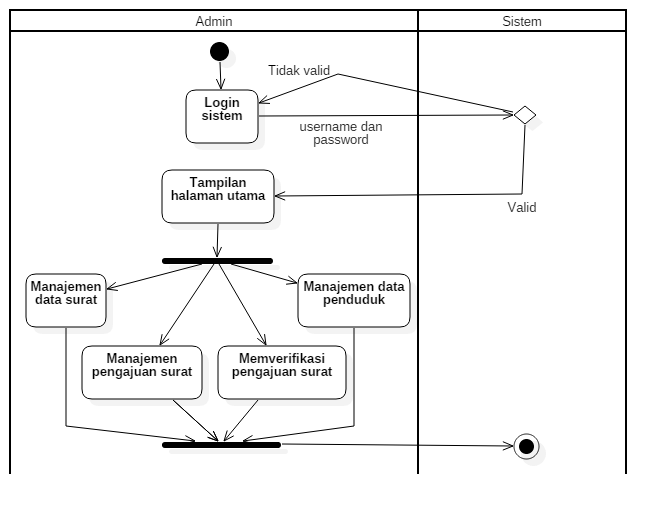 Admin
Sistem
Tidak valid
Login
sistem
username dan
password
Tampilan
halaman utama
Valid
Manajemen
data surat
Manajemen data
penduduk
Manajemen
pengajuan surat
Memverifikasi
pengajuan surat